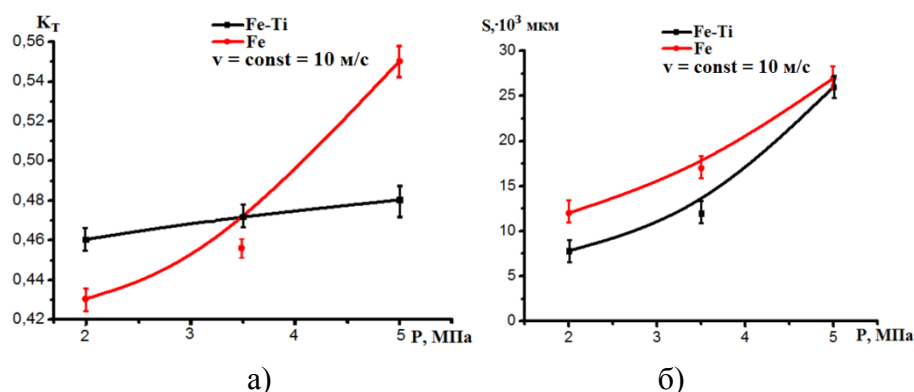 K_T
Fe-Ti
Fe
v = const = 10 м/с
0,56
0,54
0,52
0,50
0,48
0,46
0,44
0,42
2
3
4
5
P, МПа
а)
S,·10³ мкм
Fe-Ti
Fe
v = const = 10 м/с
30
25
20
15
10
5
0
2
3
4
5
P, МПа
б)